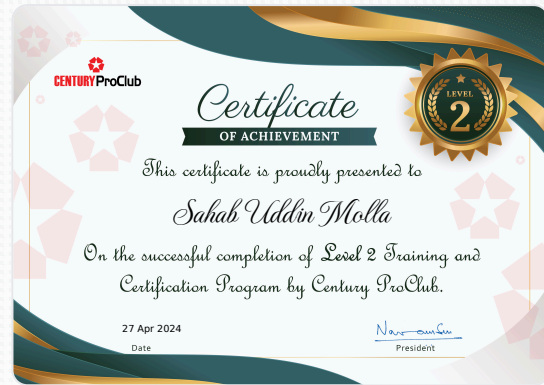 CENTURY ProClub
Certificate
OF ACHIEVEMENT
LEVEL
2
This certificate is proudly presented to
Sahab Uddin Molla
On the successful completion of Level 2 Training and
Certification Program by Century ProClub.
27 Apr 2024
Date
President